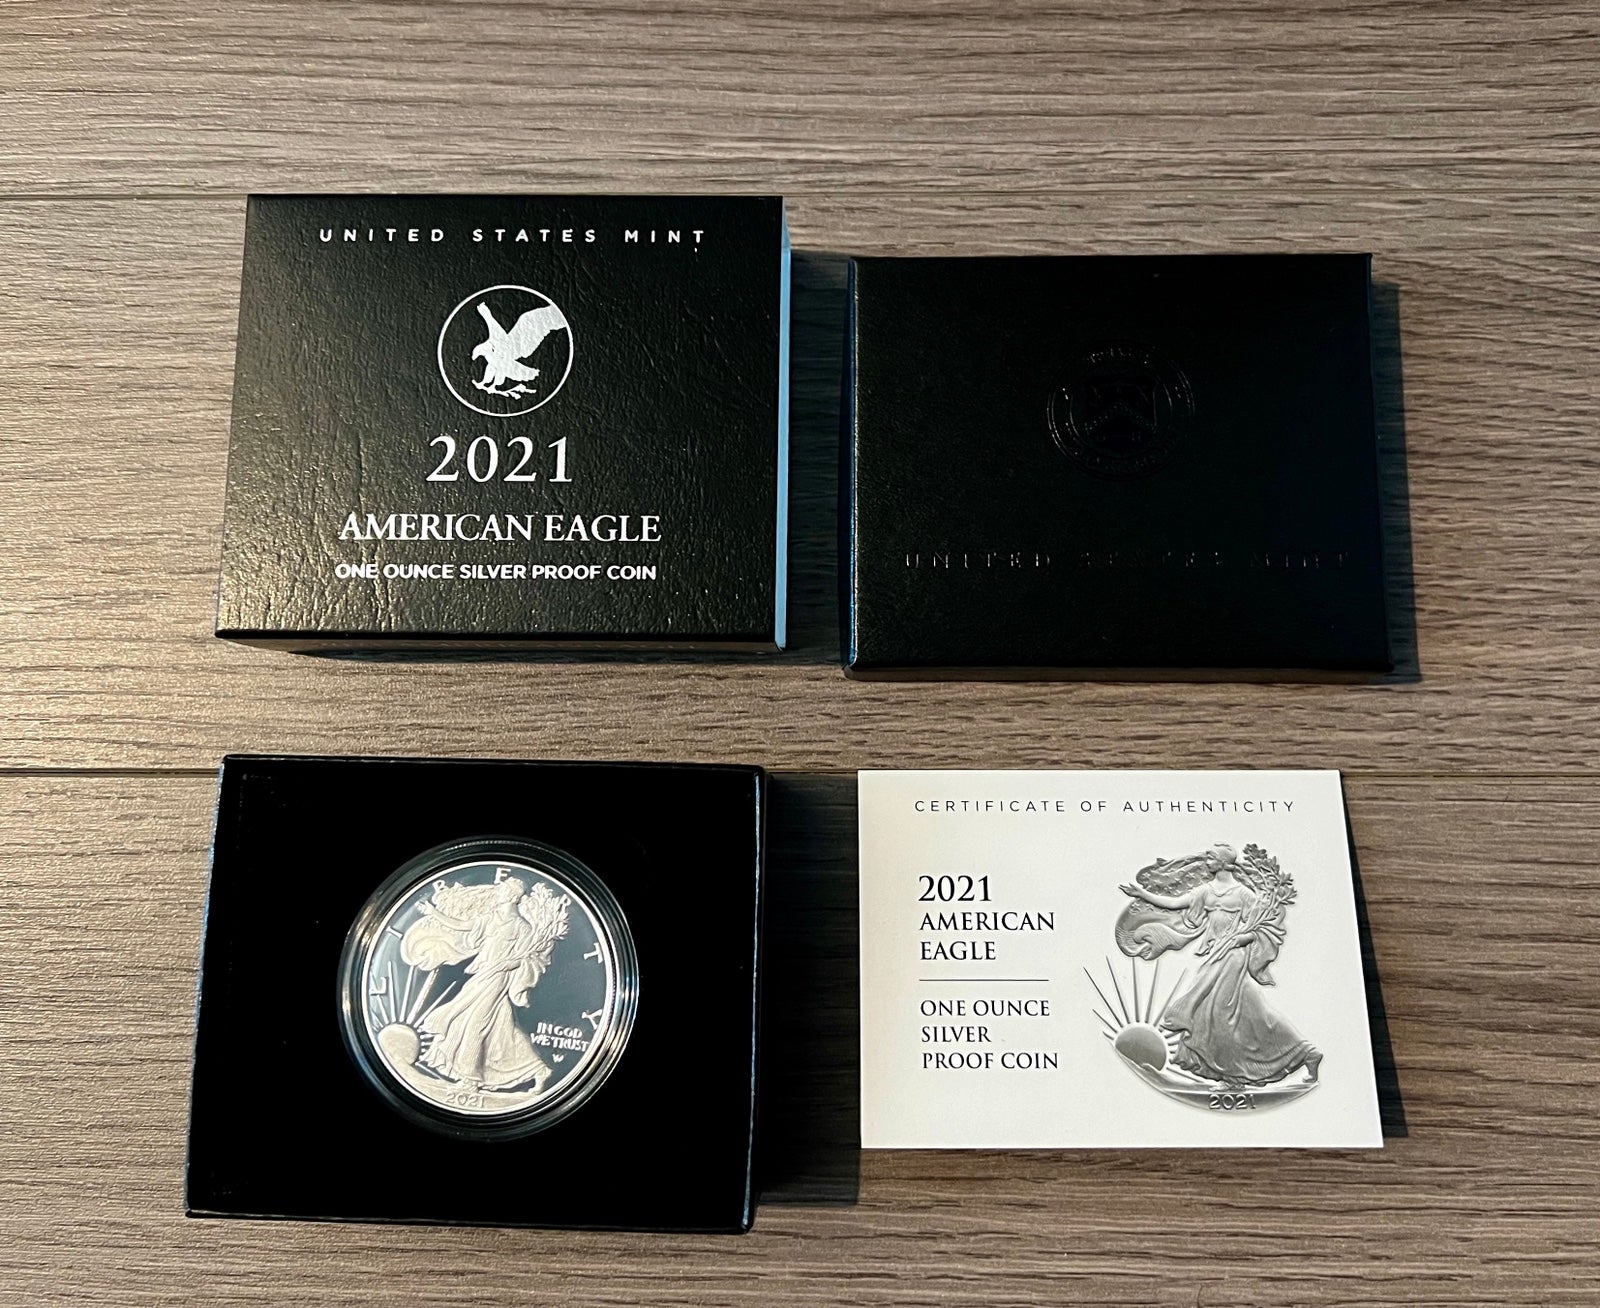 UNITED STATES MINT
2021
AMERICAN EAGLE
ONE OUNCE SILVER PROOF COIN
UNITED STATES MINT
LIBERTY
IN GOD
WE TRUST
W
2021
CERTIFICATE OF AUTHENTICITY
2021
AMERICAN
EAGLE
ONE OUNCE
SILVER
PROOF COIN
2021